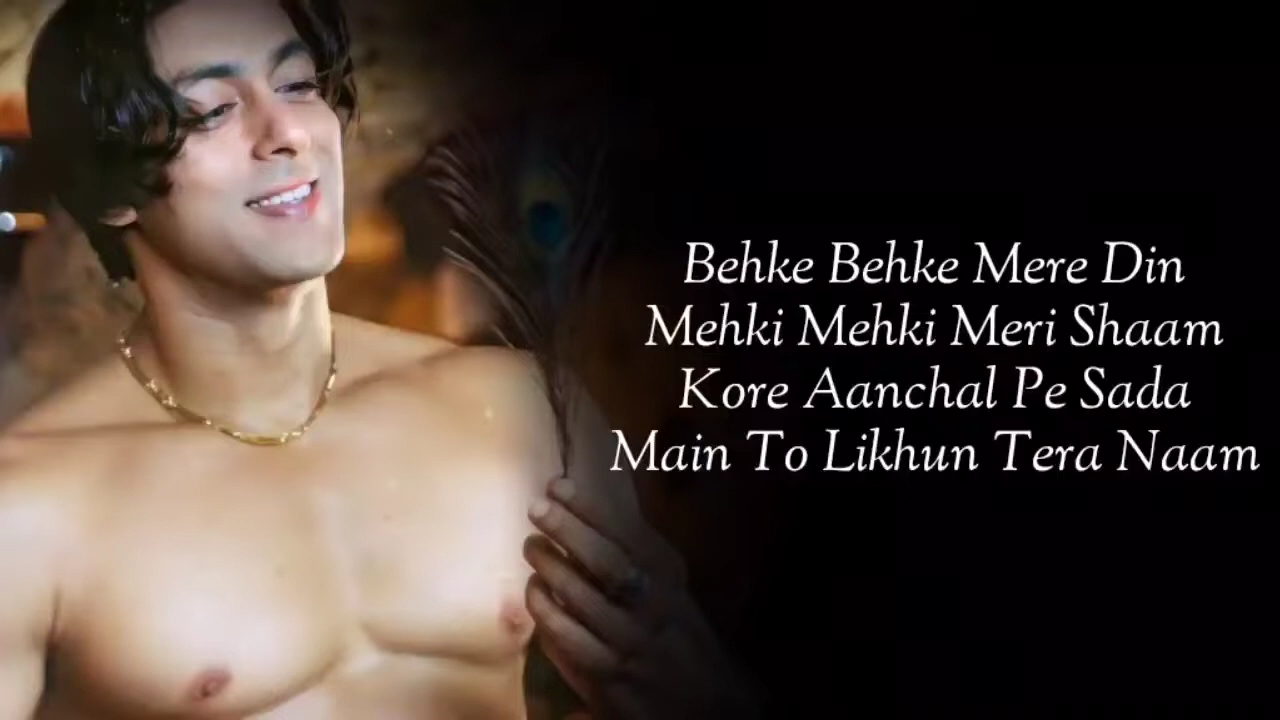 Behke Behke Mere Din
Mehki Mehki Meri Shaam
Kore Aanchal Pe Sada
Main To Likhun Tera Naam